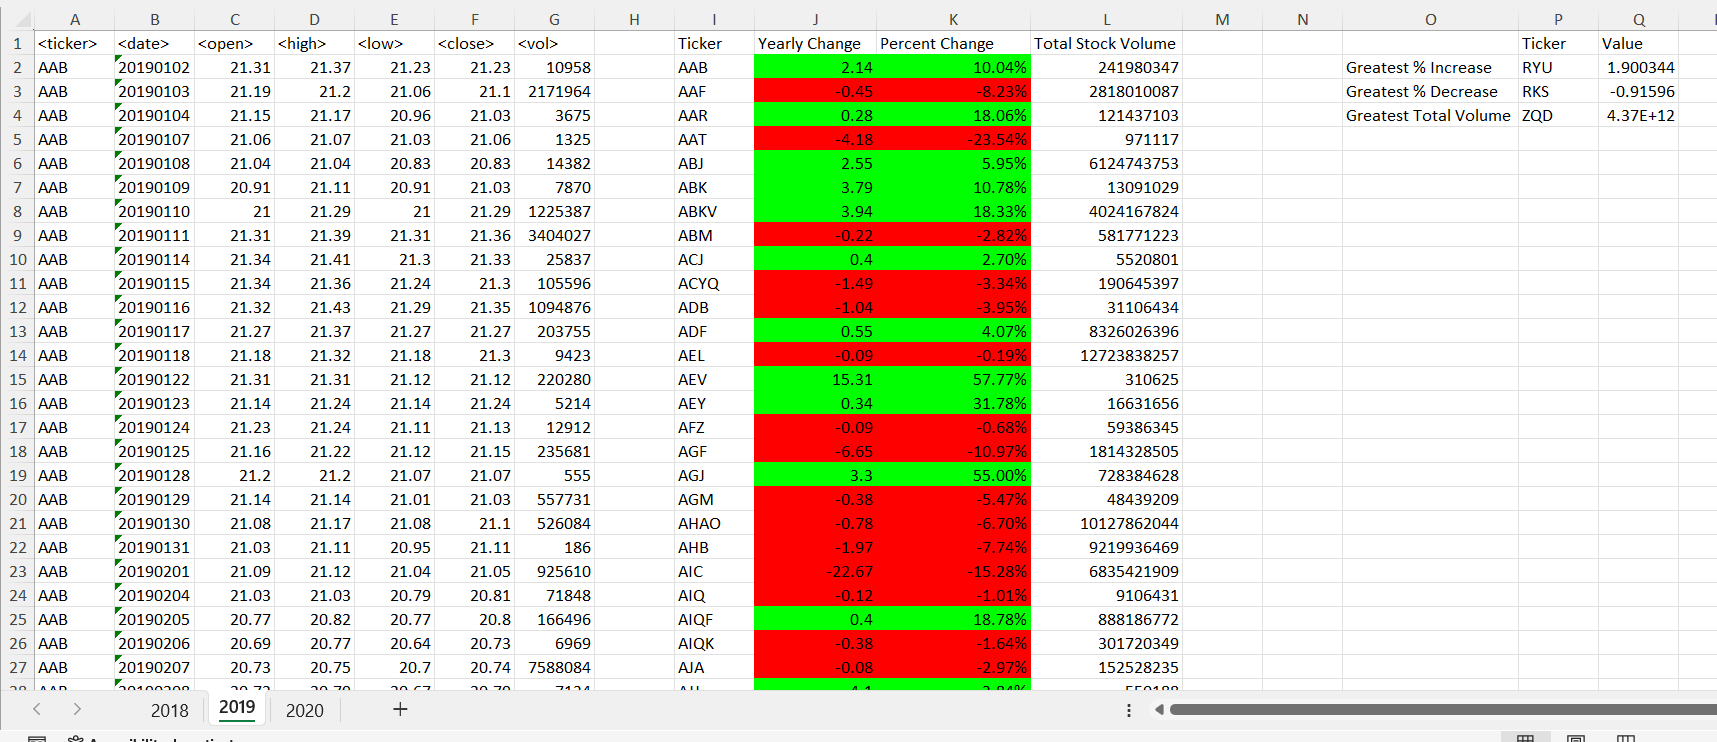 A B C D E F G H I J K L M N O P Q
1 <ticker> <date> <open> <high> <low> <close> <vol> Ticker Yearly Change Percent Change Total Stock Volume Ticker Value
2 AAB 20190102 21.31 21.37 21.23 21.23 10958 AAB 2.14 10.04% 241980347 Greatest % Increase RYU 1.900344
3 AAB 20190103 21.19 21.2 21.06 21.1 2171964 AAF -0.45 -8.23% 2818010087 Greatest % Decrease RKS -0.91596
4 AAB 20190104 21.15 21.17 20.96 21.03 3675 AAR 0.28 18.06% 121437103 Greatest Total Volume ZQD 4.37E+12
5 AAB 20190107 21.06 21.07 21.03 21.06 1325 AAT -4.18 -23.54% 971117
6 AAB 20190108 21.04 21.04 20.83 20.83 14382 ABJ 2.55 5.95% 6124743753
7 AAB 20190109 20.91 21.11 20.91 21.03 7870 ABK 3.79 10.78% 13091029
8 AAB 20190110 21 21.29 21 21.29 1225387 ABKV 3.94 18.33% 4024167824
9 AAB 20190111 21.31 21.39 21.31 21.36 3404027 ABM -0.22 -2.82% 581771223
10 AAB 20190114 21.34 21.41 21.3 21.33 25837 ACJ 0.4 2.70% 5520801
11 AAB 20190115 21.34 21.36 21.24 21.3 105596 ACYQ -1.49 -3.34% 190645397
12 AAB 20190116 21.32 21.43 21.29 21.35 1094876 ADB -1.04 -3.95% 31106434
13 AAB 20190117 21.27 21.37 21.27 21.27 203755 ADF 0.55 4.07% 8326026396
14 AAB 20190118 21.18 21.32 21.18 21.3 9423 AEL -0.09 -0.19% 12723838257
15 AAB 20190122 21.31 21.31 21.12 21.12 220280 AEV 15.31 57.77% 310625
16 AAB 20190123 21.14 21.24 21.14 21.24 5214 AEY 0.34 31.78% 16631656
17 AAB 20190124 21.23 21.24 21.11 21.13 12912 AFZ -0.09 -0.68% 59386345
18 AAB 20190125 21.16 21.22 21.12 21.15 235681 AGF -6.65 -10.97% 1814328505
19 AAB 20190128 21.2 21.2 21.07 21.07 555 AGJ 3.3 55.00% 728384628
20 AAB 20190129 21.14 21.14 21.01 21.03 557731 AGM -0.38 -5.47% 48439209
21 AAB 20190130 21.08 21.17 21.08 21.1 526084 AHAO -0.78 -6.70% 10127862044
22 AAB 20190131 21.03 21.11 20.95 21.11 186 AHB -1.97 -7.74% 9219936469
23 AAB 20190201 21.09 21.12 21.04 21.05 925610 AIC -22.67 -15.28% 6835421909
24 AAB 20190204 21.03 21.03 20.79 20.81 71848 AIQ -0.12 -1.01% 9106431
25 AAB 20190205 20.77 20.82 20.77 20.8 166496 AIQF 0.4 18.78% 888186772
26 AAB 20190206 20.69 20.77 20.64 20.73 6969 AIQK -0.38 -1.64% 301720349
27 AAB 20190207 20.73 20.75 20.7 20.74 7588084 AJA -0.08 -2.97% 152528235
2018 2019 2020